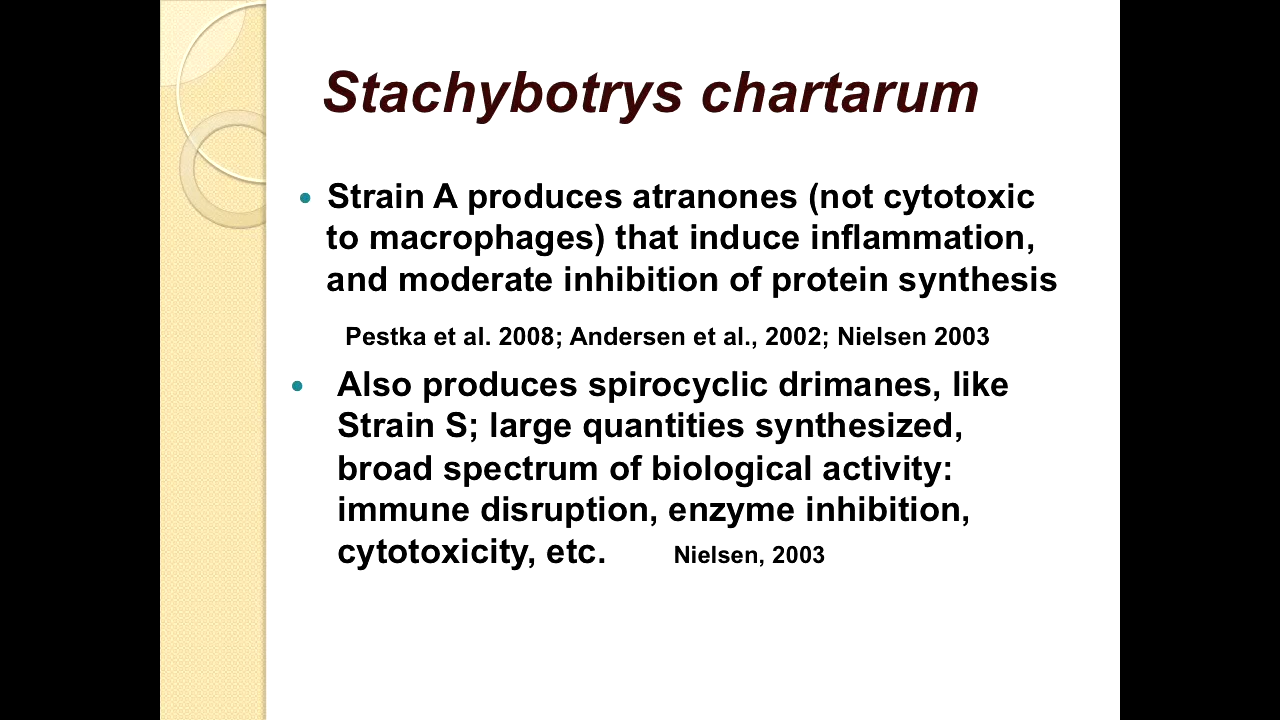 Stachybotrys chartarum
• Strain A produces atranones (not cytotoxic
to macrophages) that induce inflammation,
and moderate inhibition of protein synthesis
Pestka et al. 2008; Andersen et al., 2002; Nielsen 2003
• Also produces spirocyclic drimanes, like
Strain S; large quantities synthesized,
broad spectrum of biological activity:
immune disruption, enzyme inhibition,
cytotoxicity, etc. Nielsen, 2003